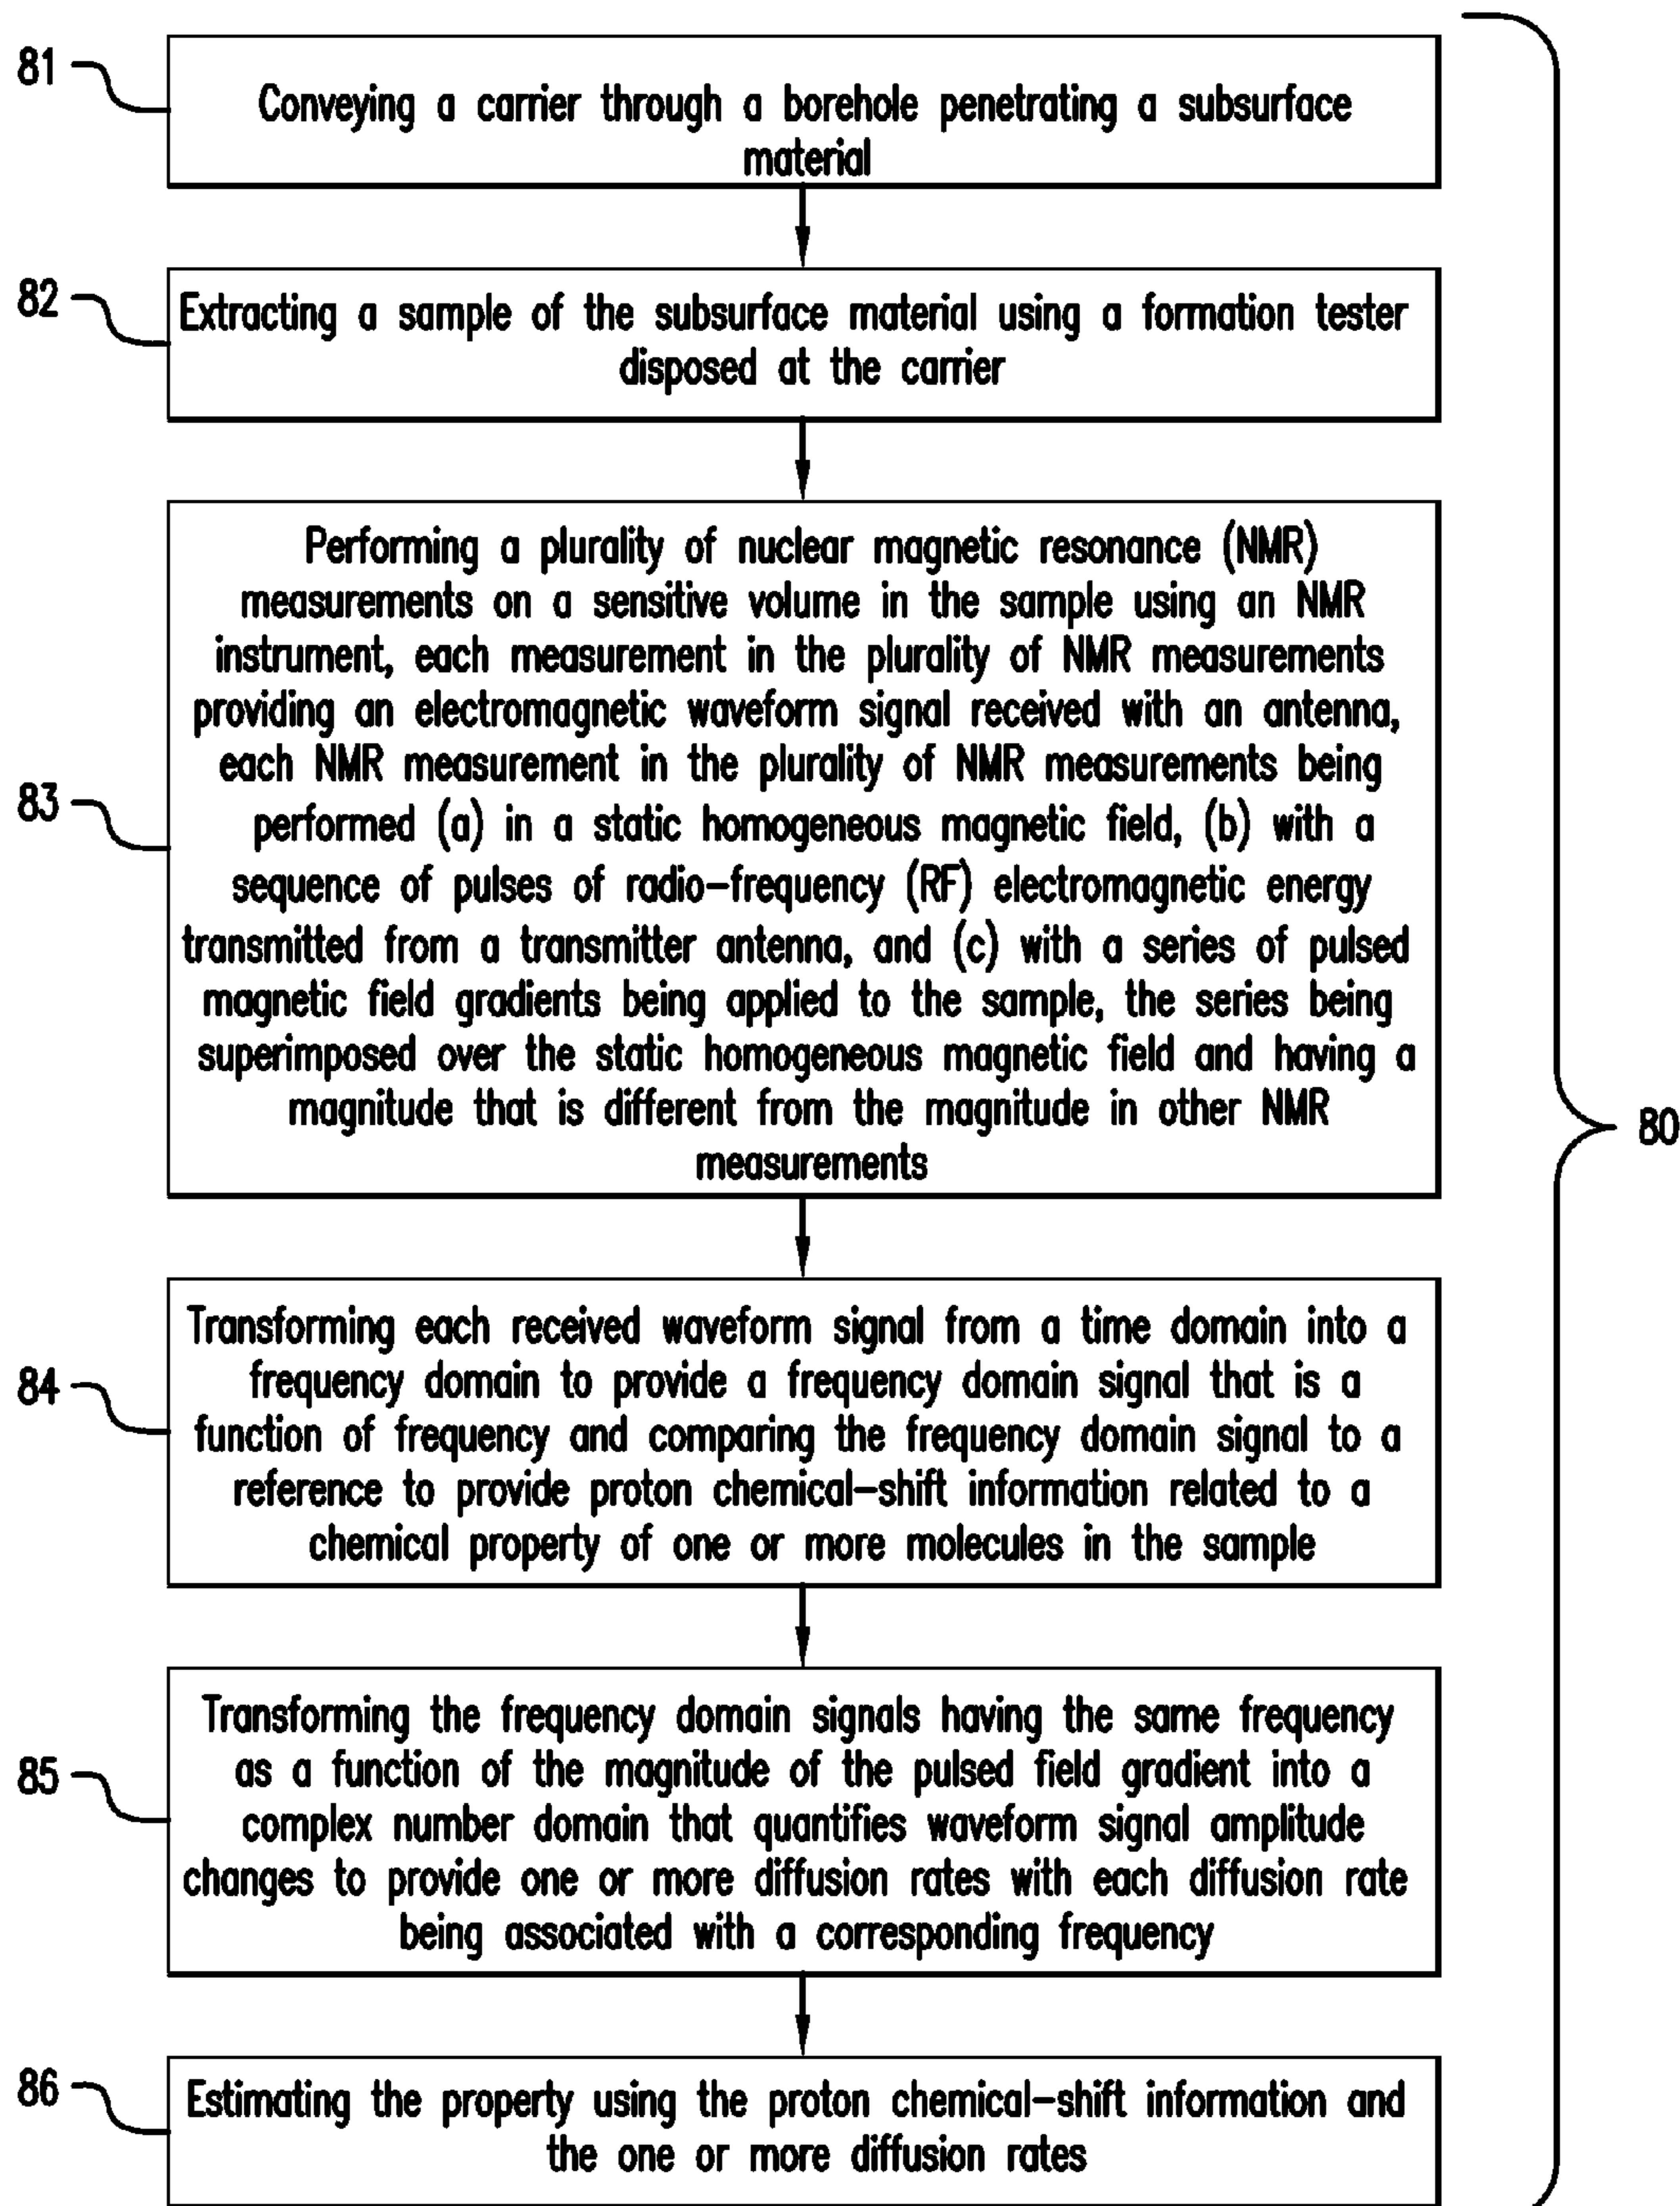 81
Conveying a carrier through a borehole penetrating a subsurface
material
82
Extracting a sample of the subsurface material using a formation tester
disposed at the carrier
83
Performing a plurality of nuclear magnetic resonance (NMR)
measurements on a sensitive volume in the sample using an NMR
instrument, each measurement in the plurality of NMR measurements
providing an electromagnetic waveform signal received with an antenna,
each NMR measurement in the plurality of NMR measurements being
performed (a) in a static homogeneous magnetic field, (b) with a
sequence of pulses of radio-frequency (RF) electromagnetic energy
transmitted from a transmitter antenna, and (c) with a series of pulsed
magnetic field gradients being applied to the sample, the series being
superimposed over the static homogeneous magnetic field and having a
magnitude that is different from the magnitude in other NMR
measurements
80
84
Transforming each received waveform signal from a time domain into a
frequency domain to provide a frequency domain signal that is a
function of frequency and comparing the frequency domain signal to a
reference to provide proton chemical-shift information related to a
chemical property of one or more molecules in the sample
85
Transforming the frequency domain signals having the same frequency
as a function of the magnitude of the pulsed field gradient into a
complex number domain that quantifies waveform signal amplitude
changes to provide one or more diffusion rates with each diffusion rate
being associated with a corresponding frequency
86
Estimating the property using the proton chemical-shift information and
the one or more diffusion rates